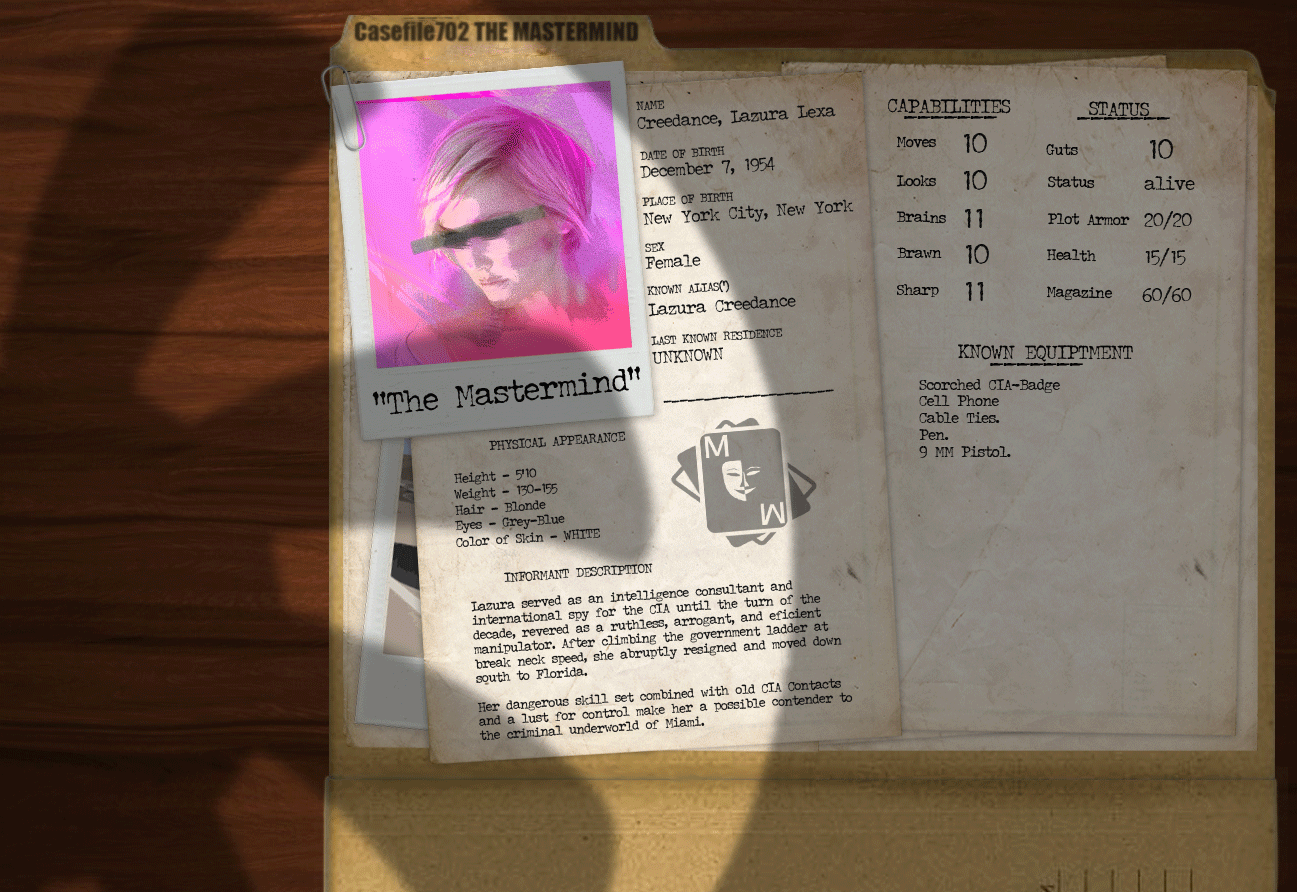 Casefile702 THE MASTERMIND
"The Mastermind"
NAME
Creedance, Lazura Lexa
DATE OF BIRTH
December 7, 1954
PLACE OF BIRTH
New York City, New York
SEX
Female
KNOWN ALIAS(')
Lazura Creedance
LAST KNOWN RESIDENCE
UNKNOWN
PHYSICAL APPEARANCE
Height - 5'10
Weight - 130-155
Hair - Blonde
Eyes - Grey-Blue
Color of Skin - WHITE
M
M
INFORMANT DESCRIPTION
Lazura served as an intelligence consultant and
international spy for the CIA until the turn of the
decade, revered as a ruthless, arrogant, and eficient
manipulator. After climbing the government ladder at
break neck speed, she abruptly resigned and moved down
south to Florida.
Her dangerous skill set combined with old CIA Contacts
and a lust for control make her a possible contender to
the criminal underworld of Miami.
CAPABILITIES
Moves 10
Looks 10
Brains 11
Brawn 10
Sharp 11
STATUS
Guts 10
Status alive
Plot Armor 20/20
Health 15/15
Magazine 60/60
KNOWN EQUIPTMENT
Scorched CIA-Badge
Cell Phone
Cable Ties.
Pen.
9 MM Pistol.